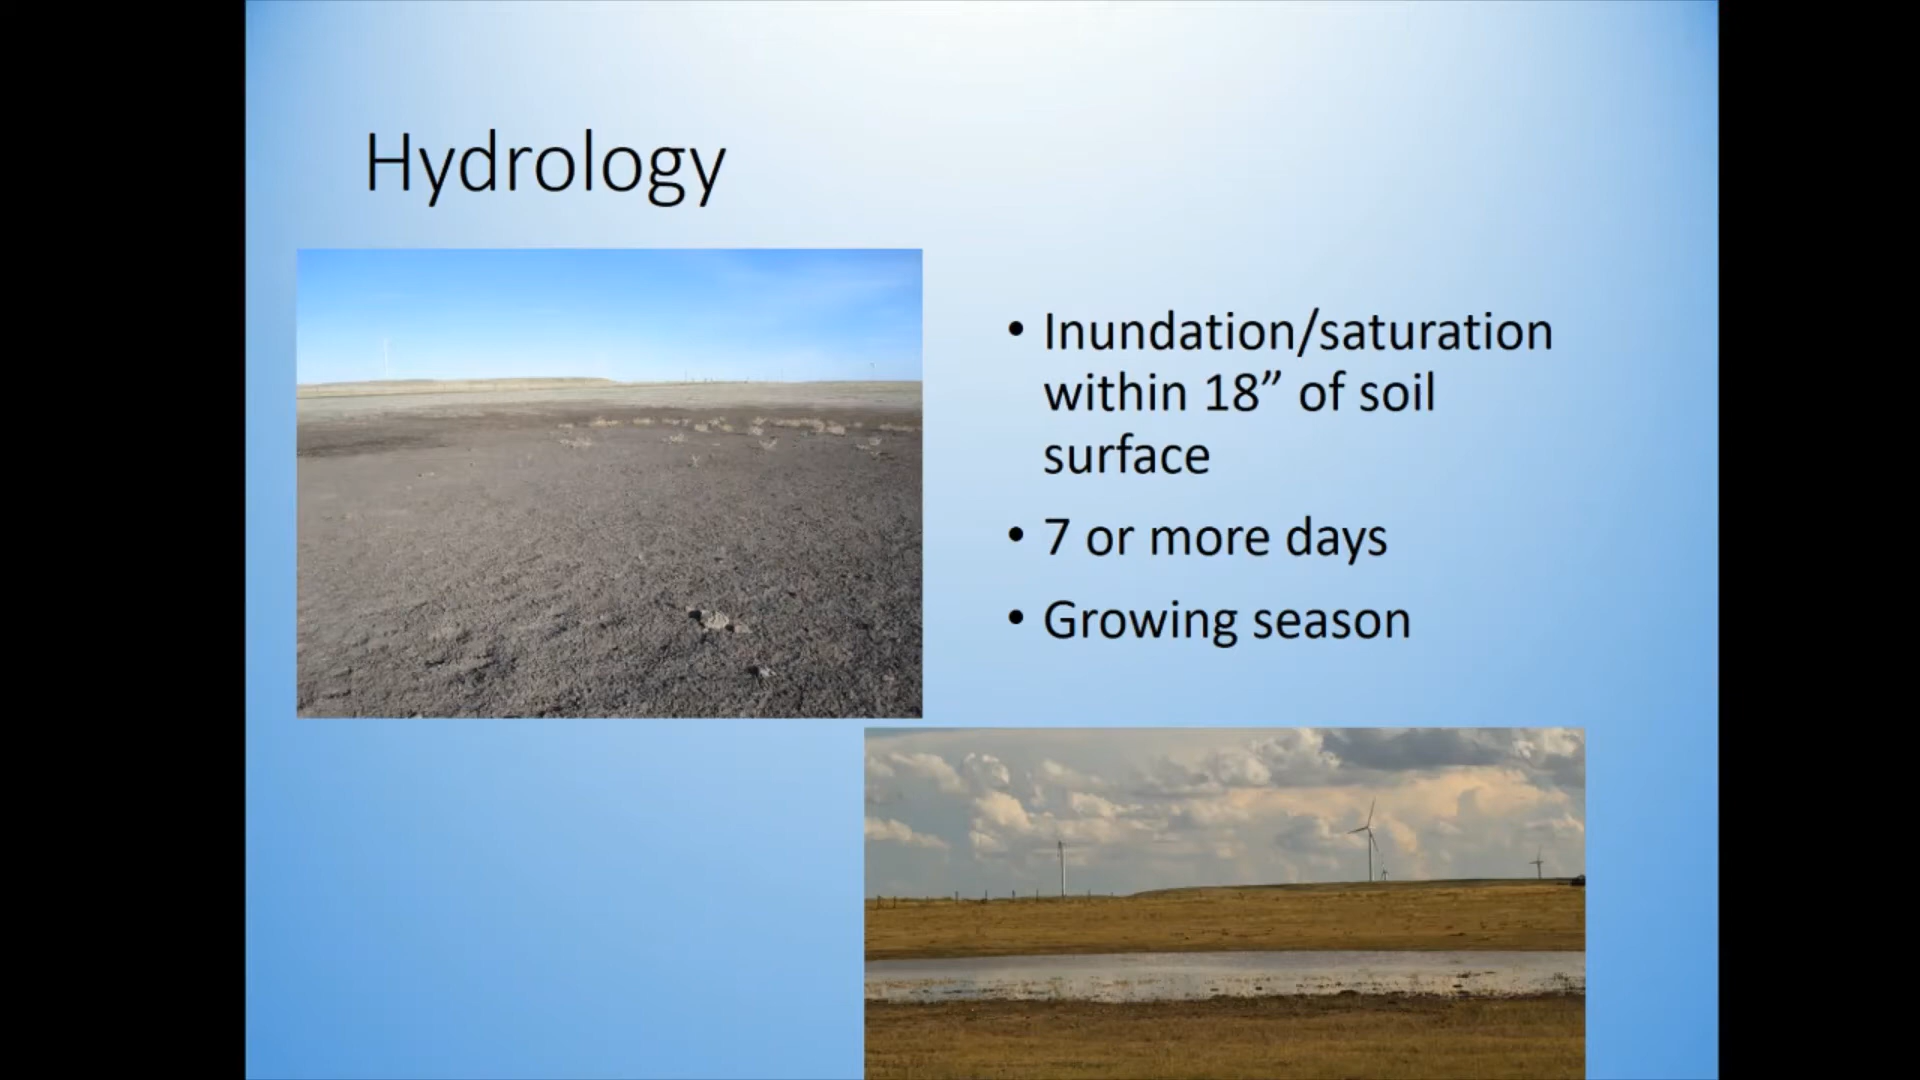 Hydrology
• Inundation/saturation
within 18” of soil
surface
• 7 or more days
• Growing season